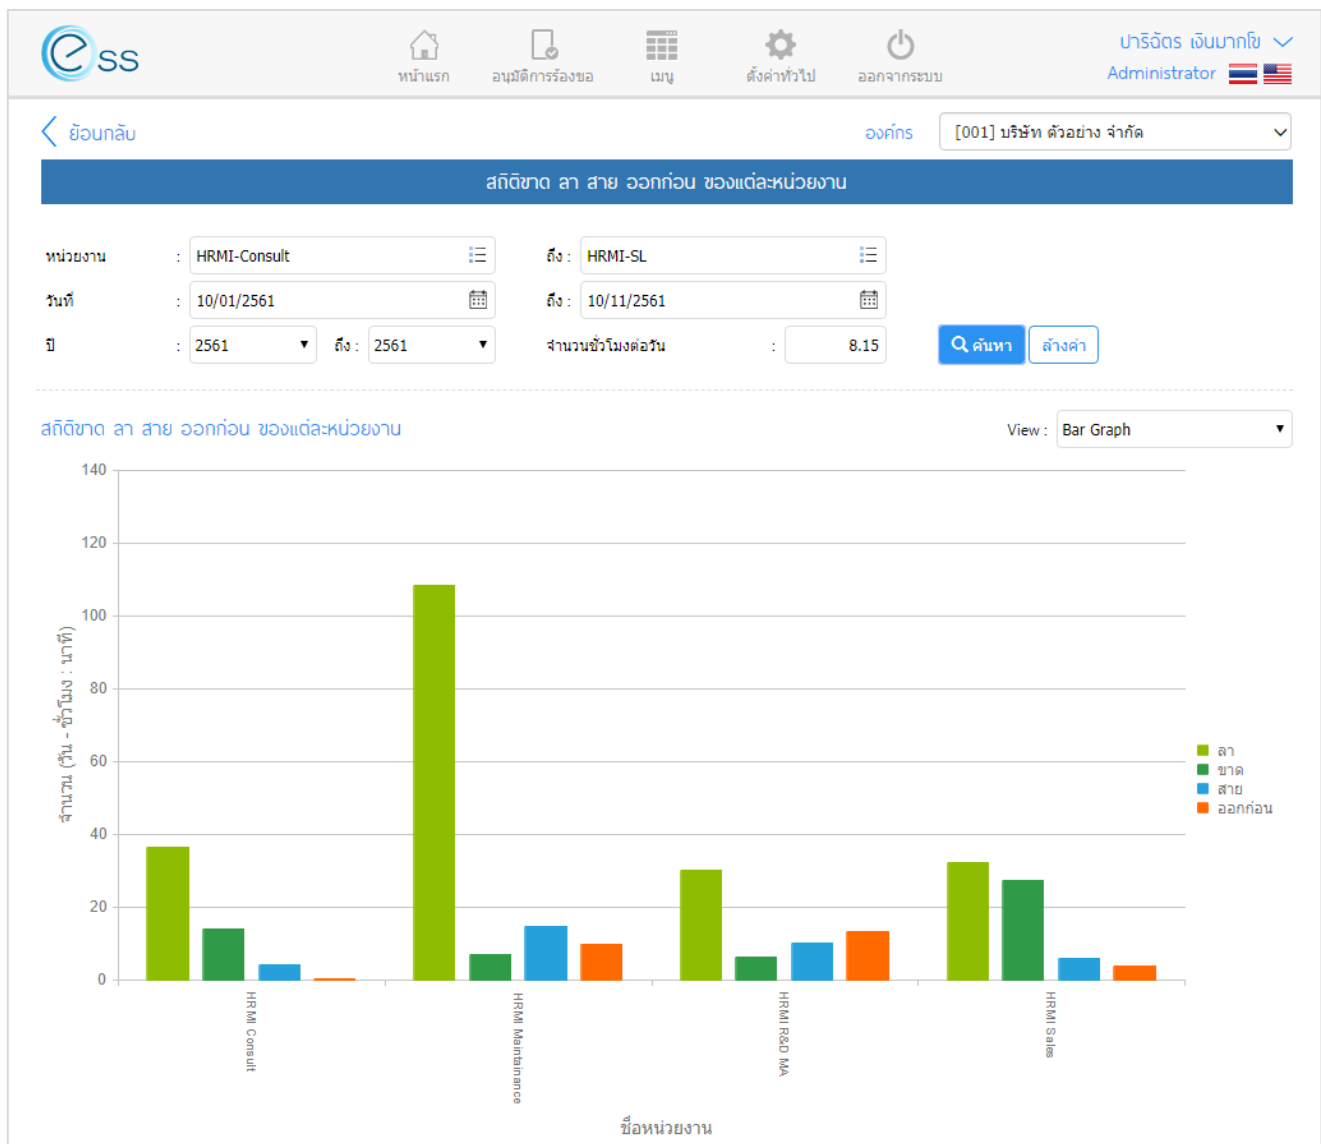 ess
หน้าแรก อนุมัติการร้องขอ เมนู ตั้งค่าทั่วไป ออกจากระบบ
ปาริฉัตร เงินมากโข
Administrator
ย้อนกลับ
องค์กร [001] บริษัท ตัวอย่าง จำกัด
สถิติขาด ลา สาย ออกก่อน ของแต่ละหน่วยงาน
หน่วยงาน : HRMI-Consult ถึง : HRMI-SL
วันที่ : 10/01/2561 ถึง : 10/11/2561
ปี : 2561 ถึง : 2561 จำนวนชั่วโมงต่อวัน : 8.15 ค้นหา ล้างค่า
สถิติขาด ลา สาย ออกก่อน ของแต่ละหน่วยงาน
View : Bar Graph
140
120
100
80
60
40
20
0
จำนวน (วัน - ชั่วโมง : นาที)
ลา
ขาด
สาย
ออกก่อน
HRMI Consult
HRMI Maintainance
HRMI R&D MA
HRMI Sales
ชื่อหน่วยงาน